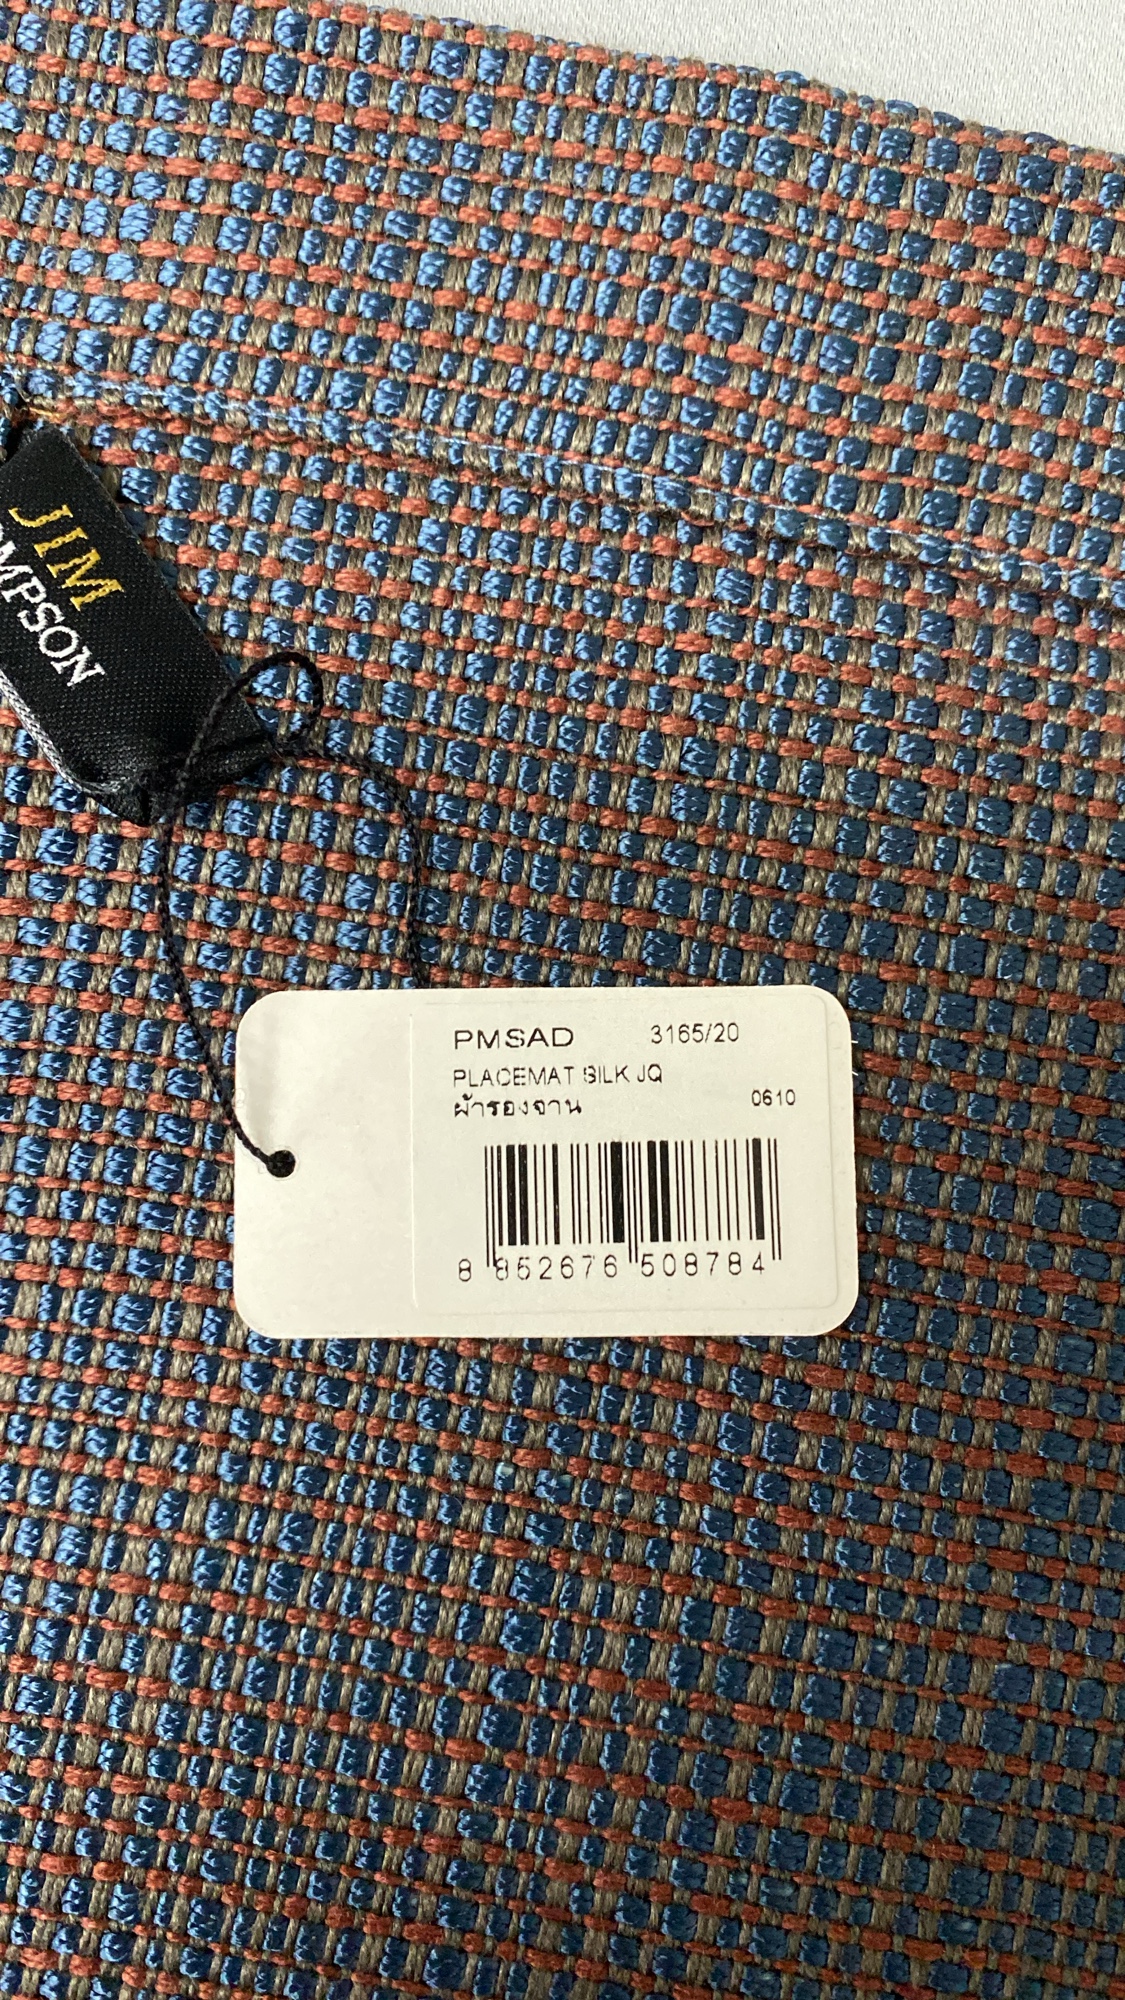 JIM
MPSON
PMSAD 3165/20
PLACEMAT SILK JQ
ผ้ารองจาน 0610
8 852676 508784